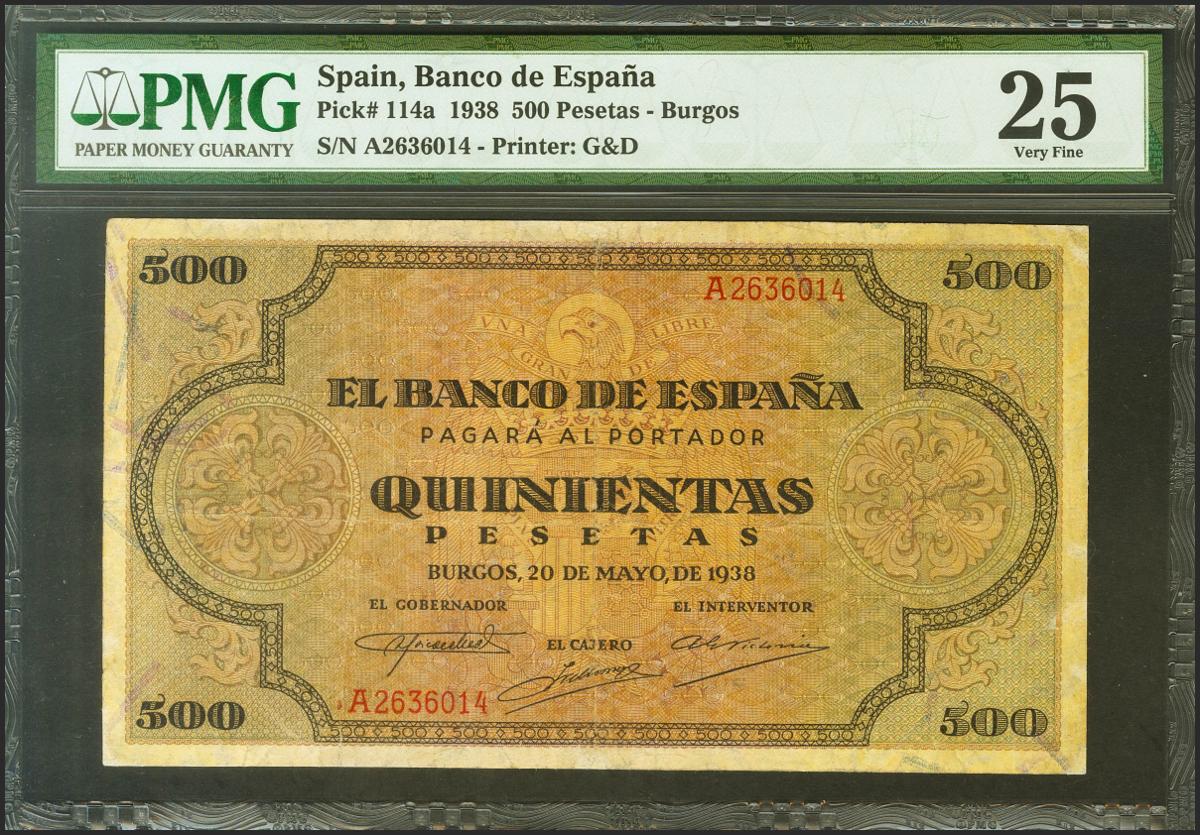 PMG
PAPER MONEY GUARANTY
Spain, Banco de España
Pick# 114a 1938 500 Pesetas - Burgos
S/N A2636014 - Printer: G&D
25
Very Fine
500
500
A2636014
VNA LIBRE
GRANDE
EL BANCO DE ESPAÑA
PAGARÁ AL PORTADOR
QUINIENTAS
PESETAS
BURGOS, 20 DE MAYO, DE 1938
EL GOBERNADOR
EL INTERVENTOR
EL CAJERO
A2636014
500
500